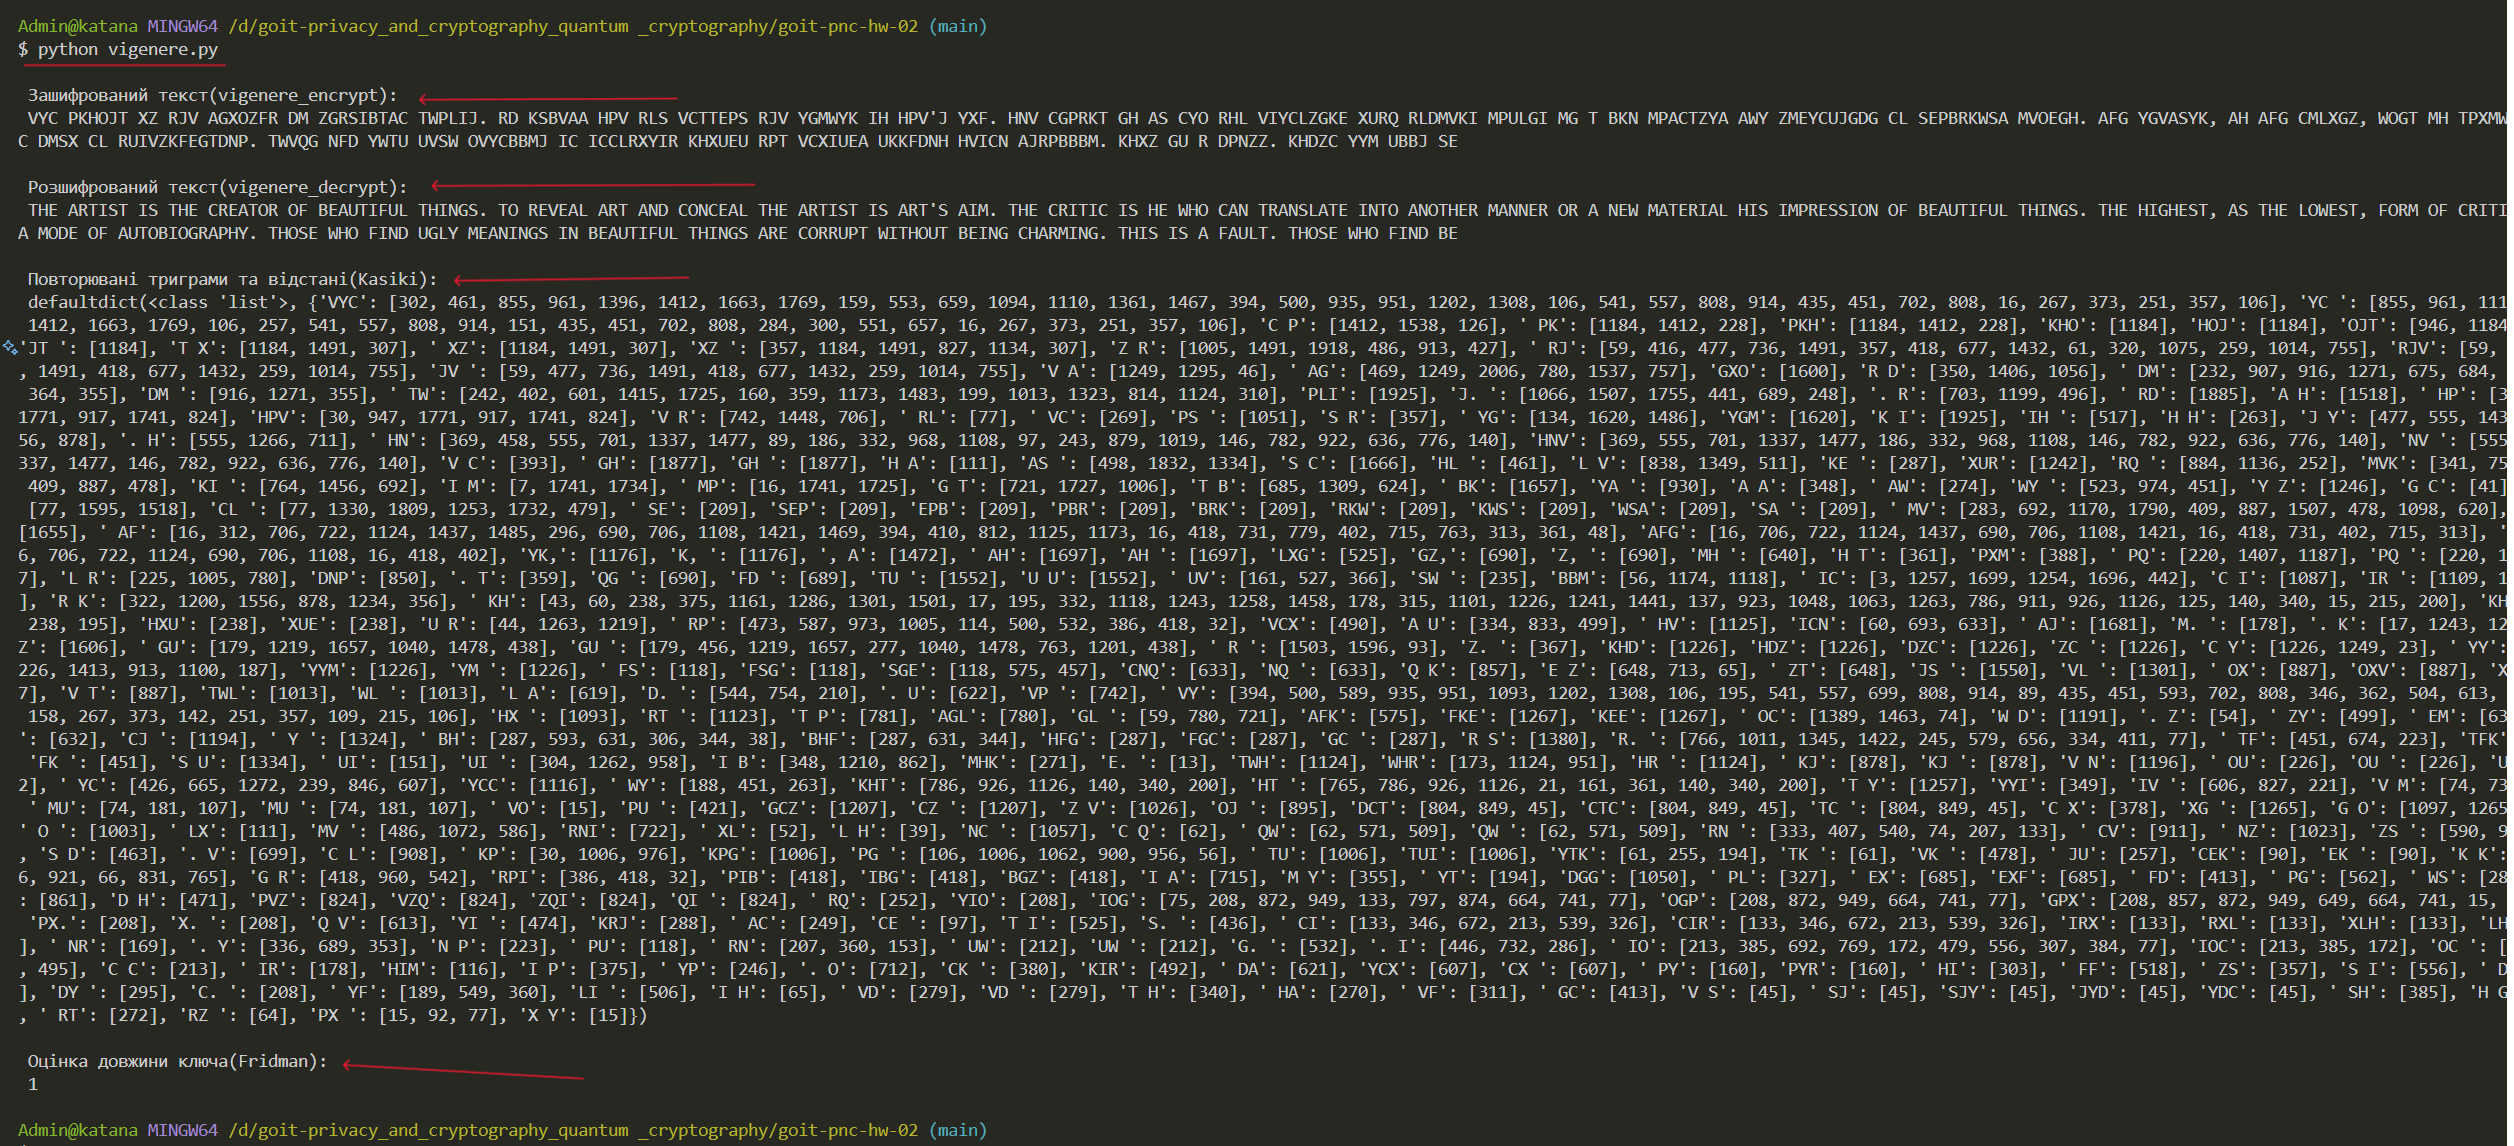 Admin@katana MINGW64 /d/goit-privacy_and_cryptography_quantum _cryptography/goit-pnc-hw-02 (main)
$ python vigenere.py
Зашифрований текст(vigenere_encrypt):
VYC PKHOJT XZ RJV AGXOZFR DM ZGRSIBTAC TWPLIJ. RD KSBVAA HPV RLS VCTTEPS RJV YGMWYK IH HPV'J YXF. HNV CGPRKT GH AS CYO RHL VIYCLZGKE XURQ RLDMVKI MPULGI MG T BKN MPACTZYA AWY ZMEYCUJGDG CL SEPBRKWSA MVOEGH. AFG YGVASYK, AH AFG CMLXGZ, WOGT MH TPXMW
C DMSX CL RUIVZKFEGTDNP. TWVQG NFD YWTU UVSW OVYCBBMJ IC ICCLRXYIR KHXUEU RPT VCXIUEA UKKFDNH HVICN AJRPBBBM. KHXZ GU R DPNZZ. KHDZC YYM UBBJ SE
Розшифрований текст(vigenere_decrypt):
THE ARTIST IS THE CREATOR OF BEAUTIFUL THINGS. TO REVEAL ART AND CONCEAL THE ARTIST IS ART'S AIM. THE CRITIC IS HE WHO CAN TRANSLATE INTO ANOTHER MANNER OR A NEW MATERIAL HIS IMPRESSION OF BEAUTIFUL THINGS. THE HIGHEST, AS THE LOWEST, FORM OF CRITI
A MODE OF AUTOBIOGRAPHY. THOSE WHO FIND UGLY MEANINGS IN BEAUTIFUL THINGS ARE CORRUPT WITHOUT BEING CHARMING. THIS IS A FAULT. THOSE WHO FIND BE
Повторювані триграми та відстані(Kasiki):
defaultdict(<class 'list'>, {'VYC': [302, 461, 855, 961, 1396, 1412, 1663, 1769, 159, 553, 659, 1094, 1110, 1361, 1467, 394, 500, 935, 951, 1202, 1308, 106, 541, 557, 808, 914, 435, 451, 702, 808, 16, 267, 373, 251, 357, 106], 'YC ': [855, 961, 111
1412, 1663, 1769, 106, 257, 541, 557, 808, 914, 151, 435, 451, 702, 808, 284, 300, 551, 657, 16, 267, 373, 251, 357, 106], 'C P': [1412, 1538, 126], ' PK': [1184, 1412, 228], 'PKH': [1184, 1412, 228], 'KHO': [1184], 'HOJ': [1184], 'OJT': [946, 1184
'JT ': [1184], 'T X': [1184, 1491, 307], ' XZ': [1184, 1491, 307], 'XZ ': [357, 1184, 1491, 827, 1134, 307], 'Z R': [1005, 1491, 1918, 486, 913, 427], ' RJ': [59, 416, 477, 736, 1491, 357, 418, 677, 1432, 61, 320, 1075, 259, 1014, 755], 'RJV': [59,
, 1491, 418, 677, 1432, 259, 1014, 755], 'JV ': [59, 477, 736, 1491, 418, 677, 1432, 259, 1014, 755], 'V A': [1249, 1295, 46], ' AG': [469, 1249, 2006, 780, 1537, 757], 'GXO': [1600], 'R D': [350, 1406, 1056], ' DM': [232, 907, 916, 1271, 675, 684,
364, 355], 'DM ': [916, 1271, 355], ' TW': [242, 402, 601, 1415, 1725, 160, 359, 1173, 1483, 199, 1013, 1323, 814, 1124, 310], 'PLI': [1925], 'J. ': [1066, 1507, 1755, 441, 689, 248], '. R': [703, 1199, 496], ' RD': [1885], 'A H': [1518], ' HP': [3
1771, 917, 1741, 824], 'HPV': [30, 947, 1771, 917, 1741, 824], 'V R': [742, 1448, 706], ' RL': [77], ' VC': [269], 'PS ': [1051], 'S R': [357], ' YG': [134, 1620, 1486], 'YGM': [1620], 'K I': [1925], 'IH ': [517], 'H H': [263], 'J Y': [477, 555, 143
56, 878], '. H': [555, 1266, 711], ' HN': [369, 458, 555, 701, 1337, 1477, 89, 186, 332, 968, 1108, 97, 243, 879, 1019, 146, 782, 922, 636, 776, 140], 'HNV': [369, 555, 701, 1337, 1477, 186, 332, 968, 1108, 146, 782, 922, 636, 776, 140], 'NV ': [555
337, 1477, 146, 782, 922, 636, 776, 140], 'V C': [393], ' GH': [1877], 'GH ': [1877], 'H A': [111], 'AS ': [498, 1832, 1334], 'S C': [1666], 'HL ': [461], 'L V': [838, 1349, 511], 'KE ': [287], 'XUR': [1242], 'RQ ': [884, 1136, 252], 'MVK': [341, 75
409, 887, 478], 'KI ': [764, 1456, 692], 'I M': [7, 1741, 1734], ' MP': [16, 1741, 1725], 'G T': [721, 1727, 1006], 'T B': [685, 1309, 624], ' BK': [1657], 'YA ': [930], 'A A': [348], ' AW': [274], 'WY ': [523, 974, 451], 'Y Z': [1246], 'G C': [41]
[77, 1595, 1518], 'CL ': [77, 1330, 1809, 1253, 1732, 479], ' SE': [209], 'SEP': [209], 'EPB': [209], 'PBR': [209], 'BRK': [209], 'RKW': [209], 'KWS': [209], 'WSA': [209], 'SA ': [209], ' MV': [283, 692, 1170, 1790, 409, 887, 1507, 478, 1098, 620],
[1655], ' AF': [16, 312, 706, 722, 1124, 1437, 1485, 296, 690, 706, 1108, 1421, 1469, 394, 410, 812, 1125, 1173, 16, 418, 731, 779, 402, 715, 763, 313, 361, 48], 'AFG': [16, 706, 722, 1124, 1437, 690, 706, 1108, 1421, 16, 418, 731, 402, 715, 313], '
6, 706, 722, 1124, 690, 706, 1108, 16, 418, 402], 'YK,': [1176], 'K, ': [1176], ', A': [1472], ' AH': [1697], 'AH ': [1697], 'LXG': [525], 'GZ,': [690], 'Z, ': [690], 'MH ': [640], 'H T': [361], 'PXM': [388], ' PQ': [220, 1407, 1187], 'PQ ': [220, 1
7], 'L R': [225, 1005, 780], 'DNP': [850], '. T': [359], 'QG ': [690], 'FD ': [689], 'TU ': [1552], 'U U': [1552], ' UV': [161, 527, 366], 'SW ': [235], 'BBM': [56, 1174, 1118], ' IC': [3, 1257, 1699, 1254, 1696, 442], 'C I': [1087], 'IR ': [1109, 1
], 'R K': [322, 1200, 1556, 878, 1234, 356], ' KH': [43, 60, 238, 375, 1161, 1286, 1301, 1501, 17, 195, 332, 1118, 1243, 1258, 1458, 178, 315, 1101, 1226, 1241, 1441, 137, 923, 1048, 1063, 1263, 786, 911, 926, 1126, 125, 140, 340, 15, 215, 200], 'KH
238, 195], 'HXU': [238], 'XUE': [238], 'U R': [44, 1263, 1219], ' RP': [473, 587, 973, 1005, 114, 500, 532, 386, 418, 32], 'VCX': [490], 'A U': [334, 833, 499], ' HV': [1125], 'ICN': [60, 693, 633], ' AJ': [1681], 'M. ': [178], '. K': [17, 1243, 12
Z': [1606], ' GU': [179, 1219, 1657, 1040, 1478, 438], 'GU ': [179, 456, 1219, 1657, 277, 1040, 1478, 763, 1201, 438], ' R ': [1503, 1596, 93], 'Z. ': [367], 'KHD': [1226], 'HDZ': [1226], 'DZC': [1226], 'ZC ': [1226], 'C Y': [1226, 1249, 23], ' YY':
226, 1413, 913, 1100, 187], 'YYM': [1226], 'YM ': [1226], ' FS': [118], 'FSG': [118], 'SGE': [118, 575, 457], 'CNQ': [633], 'NQ ': [633], 'Q K': [857], 'E Z': [648, 713, 65], ' ZT': [648], 'JS ': [1550], 'VL ': [1301], ' OX': [887], 'OXV': [887], 'X
7], 'V T': [887], 'TWL': [1013], 'WL ': [1013], 'L A': [619], 'D. ': [544, 754, 210], '. U': [622], 'VP ': [742], ' VY': [394, 500, 589, 935, 951, 1093, 1202, 1308, 106, 195, 541, 557, 699, 808, 914, 89, 435, 451, 593, 702, 808, 346, 362, 504, 613,
158, 267, 373, 142, 251, 357, 109, 215, 106], 'HX ': [1093], 'RT ': [1123], 'T P': [781], 'AGL': [780], 'GL ': [59, 780, 721], 'AFK': [575], 'FKE': [1267], 'KEE': [1267], ' OC': [1389, 1463, 74], 'W D': [1191], '. Z': [54], ' ZY': [499], ' EM': [63
': [632], 'CJ ': [1194], ' Y ': [1324], ' BH': [287, 593, 631, 306, 344, 38], 'BHF': [287, 631, 344], 'HFG': [287], 'FGC': [287], 'GC ': [287], 'R S': [1380], 'R. ': [766, 1011, 1345, 1422, 245, 579, 656, 334, 411, 77], ' TF': [451, 674, 223], 'TFK'
'FK ': [451], 'S U': [1334], ' UI': [151], 'UI ': [304, 1262, 958], 'I B': [348, 1210, 862], 'MHK': [271], 'E. ': [13], 'TWH': [1124], 'WHR': [173, 1124, 951], 'HR ': [1124], ' KJ': [878], 'KJ ': [878], 'V N': [1196], ' OU': [226], 'OU ': [226], 'U
2], ' YC': [426, 665, 1272, 239, 846, 607], 'YCC': [1116], ' WY': [188, 451, 263], 'KHT': [786, 926, 1126, 140, 340, 200], 'HT ': [765, 786, 926, 1126, 21, 161, 361, 140, 340, 200], 'T Y': [1257], 'YYI': [349], 'IV ': [606, 827, 221], 'V M': [74, 73
' MU': [74, 181, 107], 'MU ': [74, 181, 107], ' VO': [15], 'PU ': [421], 'GCZ': [1207], 'CZ ': [1207], 'Z V': [1026], 'OJ ': [895], 'DCT': [804, 849, 45], 'CTC': [804, 849, 45], 'TC ': [804, 849, 45], 'C X': [378], 'XG ': [1265], 'G O': [1097, 1265
' O ': [1003], ' LX': [111], 'MV ': [486, 1072, 586], 'RNI': [722], ' XL': [52], 'L H': [39], 'NC ': [1057], 'C Q': [62], ' QW': [62, 571, 509], 'QW ': [62, 571, 509], 'RN ': [333, 407, 540, 74, 207, 133], ' CV': [911], ' NZ': [1023], 'ZS ': [590, 9
, 'S D': [463], '. V': [699], 'C L': [908], ' KP': [30, 1006, 976], 'KPG': [1006], 'PG ': [106, 1006, 1062, 900, 956, 56], ' TU': [1006], 'TUI': [1006], 'YTK': [61, 255, 194], 'TK ': [61], 'VK ': [478], ' JU': [257], 'CEK': [90], 'EK ': [90], 'K K':
6, 921, 66, 831, 765], 'G R': [418, 960, 542], 'RPI': [386, 418, 32], 'PIB': [418], 'IBG': [418], 'BGZ': [418], 'I A': [715], 'M Y': [355], ' YT': [194], 'DGG': [1050], ' PL': [327], ' EX': [685], 'EXF': [685], ' FD': [413], ' PG': [562], ' WS': [28
: [861], 'D H': [471], 'PVZ': [824], 'VZQ': [824], 'ZQI': [824], 'QI ': [824], ' RQ': [252], 'YIO': [208], 'IOG': [75, 208, 872, 949, 133, 797, 874, 664, 741, 77], 'OGP': [208, 872, 949, 664, 741, 77], 'GPX': [208, 857, 872, 949, 649, 664, 741, 15,
'PX.': [208], 'X. ': [208], 'Q V': [613], 'YI ': [474], 'KRJ': [288], ' AC': [249], 'CE ': [97], 'T I': [525], 'S. ': [436], ' CI': [133, 346, 672, 213, 539, 326], 'CIR': [133, 346, 672, 213, 539, 326], 'IRX': [133], 'RXL': [133], 'XLH': [133], 'LH
], ' NR': [169], '. Y': [336, 689, 353], 'N P': [223], ' PU': [118], ' RN': [207, 360, 153], ' UW': [212], 'UW ': [212], 'G. ': [532], '. I': [446, 732, 286], ' IO': [213, 385, 692, 769, 172, 479, 556, 307, 384, 77], 'IOC': [213, 385, 172], 'OC ': [
, 495], 'C C': [213], ' IR': [178], 'HIM': [116], 'I P': [375], ' YP': [246], '. O': [712], 'CK ': [380], 'KIR': [492], ' DA': [621], 'YCX': [607], 'CX ': [607], ' PY': [160], 'PYR': [160], ' HI': [303], ' FF': [518], ' ZS': [357], 'S I': [556], ' D
], 'DY ': [295], 'C. ': [208], ' YF': [189, 549, 360], 'LI ': [506], 'I H': [65], ' VD': [279], 'VD ': [279], 'T H': [340], ' HA': [270], ' VF': [311], ' GC': [413], 'V S': [45], ' SJ': [45], 'SJY': [45], 'JYD': [45], 'YDC': [45], ' SH': [385], 'H G
, ' RT': [272], 'RZ ': [64], 'PX ': [15, 92, 77], 'X Y': [15]})
Оцінка довжини ключа(Fridman):
1
Admin@katana MINGW64 /d/goit-privacy_and_cryptography_quantum _cryptography/goit-pnc-hw-02 (main)